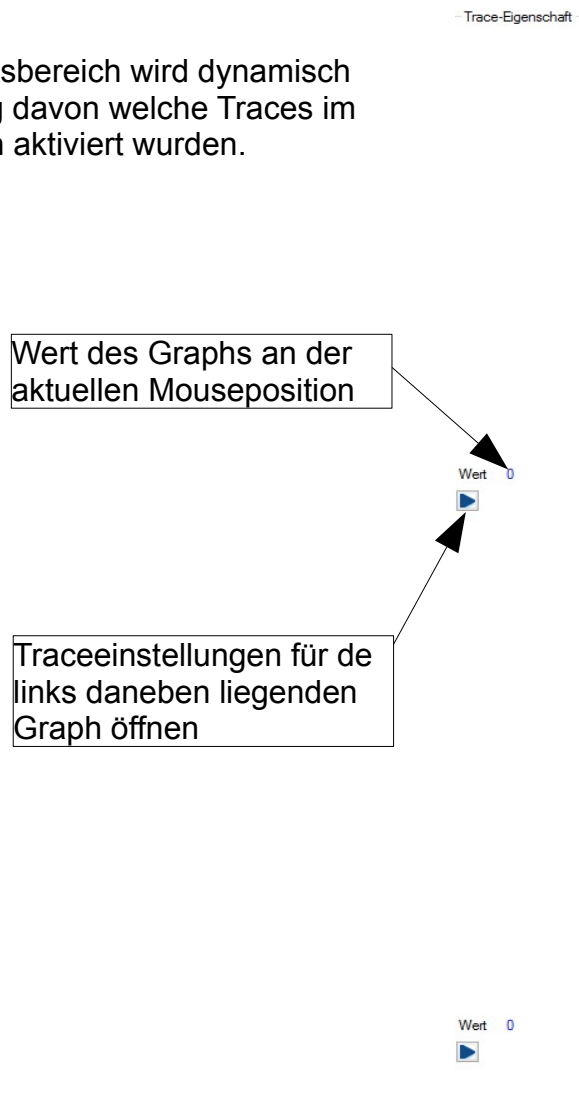 Trace-Eigenschaft
sbereich wird dynamisch
davon welche Traces im
aktiviert wurden.
Wert des Graphs an der
aktuellen Mouseposition
Wert 0
Traceeinstellungen für de
links daneben liegenden
Graph öffnen
Wert 0